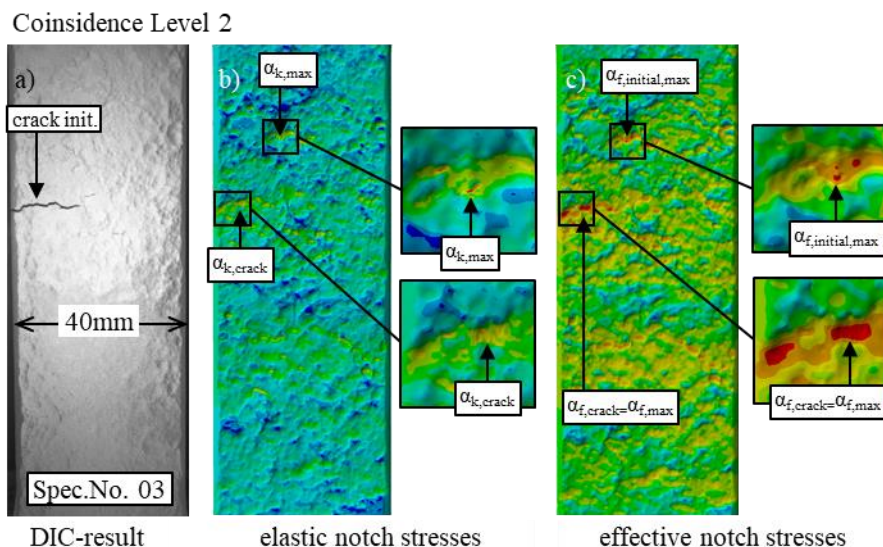 Coinsidence Level 2
a)
crack init.
40mm
Spec.No. 03
DIC-result
b)
αk,max
αk,crack
αk,max
αk,crack
elastic notch stresses
c)
αf,initial,max
αf,crack=αf,max
αf,initial,max
αf,crack=αf,max
effective notch stresses